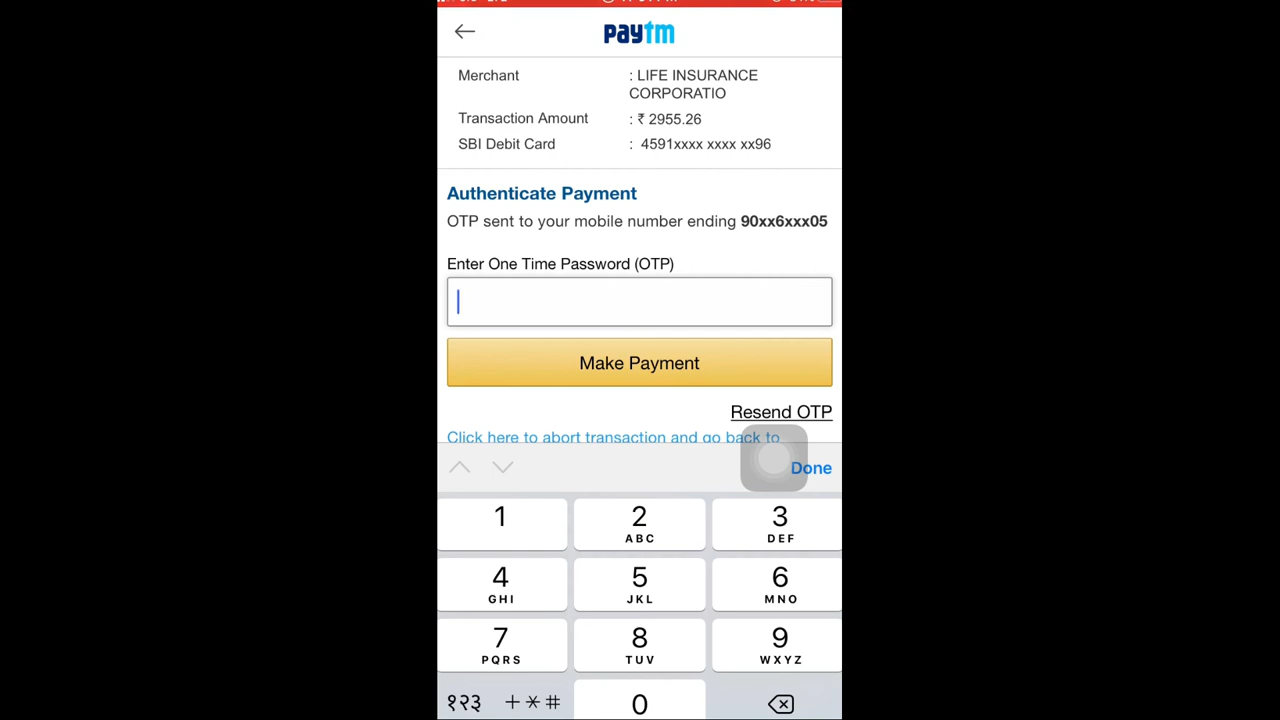 paytm
Merchant : LIFE INSURANCE
CORPORATIO
Transaction Amount : ₹ 2955.26
SBI Debit Card : 4591xxxx xxxx xx96
Authenticate Payment
OTP sent to your mobile number ending 90xx6xxx05
Enter One Time Password (OTP)
Make Payment
Resend OTP
Click here to abort transaction and go back to
Done
1 2 3
ABC DEF
4 5 6
GHI JKL MNO
7 8 9
PQRS TUV WXYZ
१२३ +*# 0